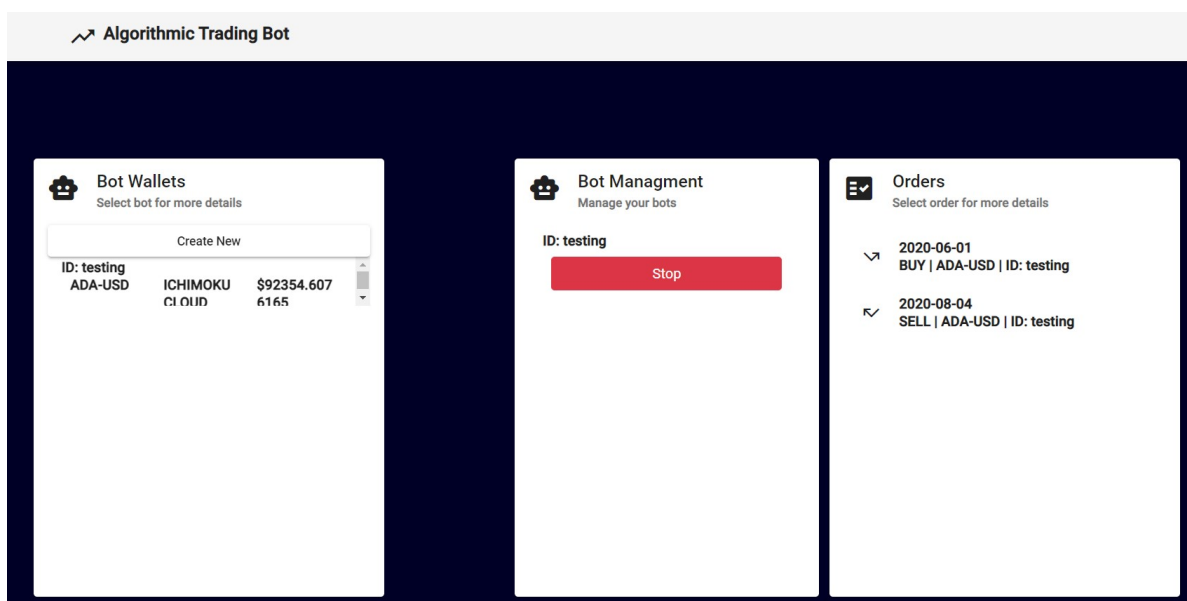 Algorithmic Trading Bot
Bot Wallets
Select bot for more details
Create New
ID: testing
ADA-USD
ICHIMOKU
CLOUD
$92354.607
6165
Bot Managment
Manage your bots
ID: testing
Stop
Orders
Select order for more details
2020-06-01
BUY | ADA-USD | ID: testing
2020-08-04
SELL | ADA-USD | ID: testing